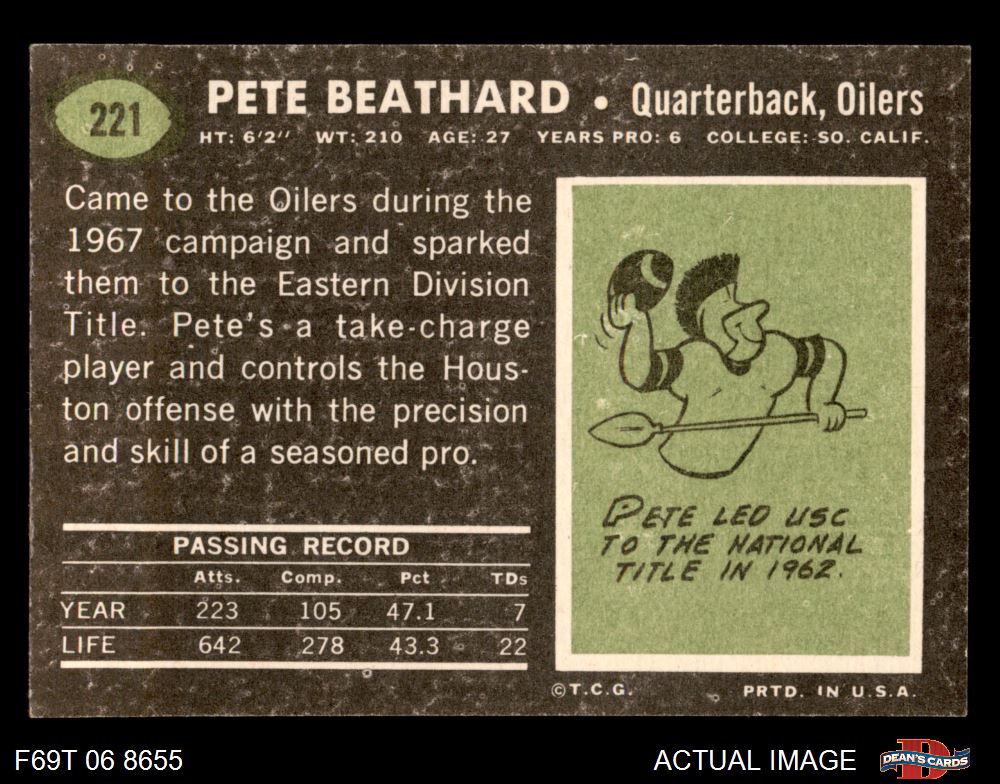 221
PETE BEATHARD • Quarterback, Oilers
HT: 6'2'' WT: 210 AGE: 27 YEARS PRO: 6 COLLEGE: SO. CALIF.
Came to the Oilers during the
1967 campaign and sparked
them to the Eastern Division
Title. Pete's a take-charge
player and controls the Hous-
ton offense with the precision
and skill of a seasoned pro.
PASSING RECORD
Atts. Comp. Pct TDs
YEAR 223 105 47.1 7
LIFE 642 278 43.3 22
PETE LED USC
TO THE NATIONAL
TITLE IN 1962.
©T.C.G. PRTD. IN U.S.A.
F69T 06 8655
ACTUAL IMAGE
D
DEAN'S CARDS